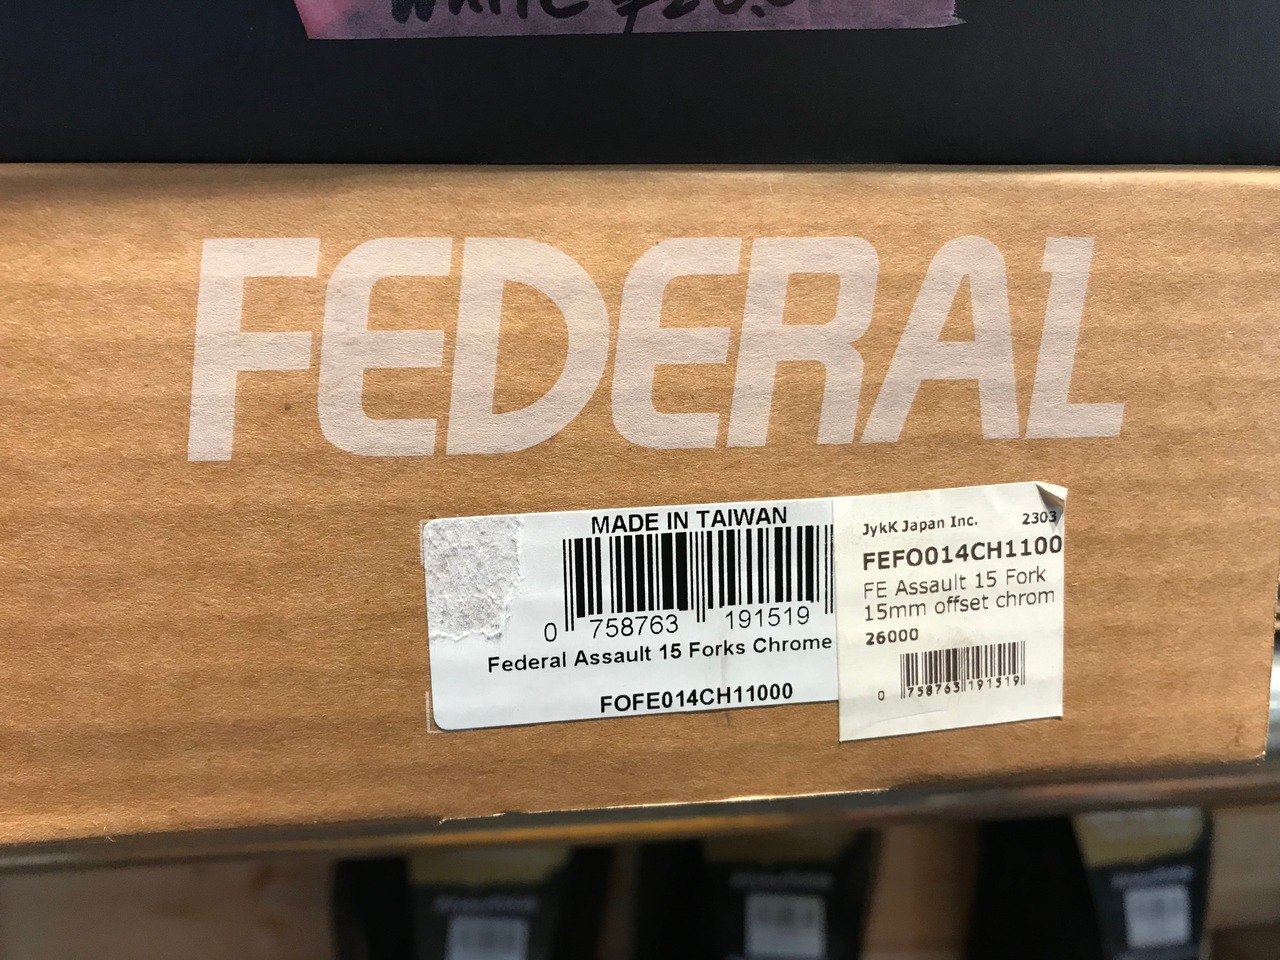 WHITE
FEDERAL
MADE IN TAIWAN
0 758763 191519
Federal Assault 15 Forks Chrome
FOFE014CH11000
JykK Japan Inc. 2303
FEFO014CH1100
FE Assault 15 Fork
15mm offset chrom
26000
0 758763 191519